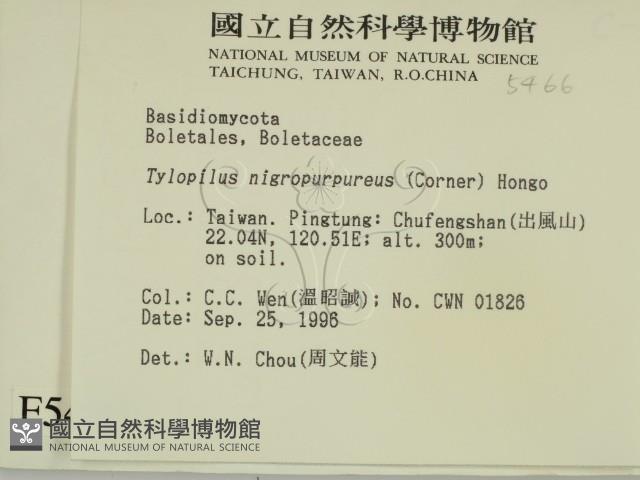 國立自然科學博物館
NATIONAL MUSEUM OF NATURAL SCIENCE
TAICHUNG, TAIWAN, R.O.CHINA
5466
Basidiomycota
Boletales, Boletaceae
Tylopilus nigropurpureus (Corner) Hongo
Loc.: Taiwan. Pingtung: Chufengshan(出風山)
22.04N, 120.51E; alt. 300m;
on soil.
Col.: C.C. Wen(溫昭誠); No. CWN 01826
Date: Sep. 25, 1996
Det.: W.N. Chou(周文能)
F54
國立自然科學博物館
NATIONAL MUSEUM OF NATURAL SCIENCE